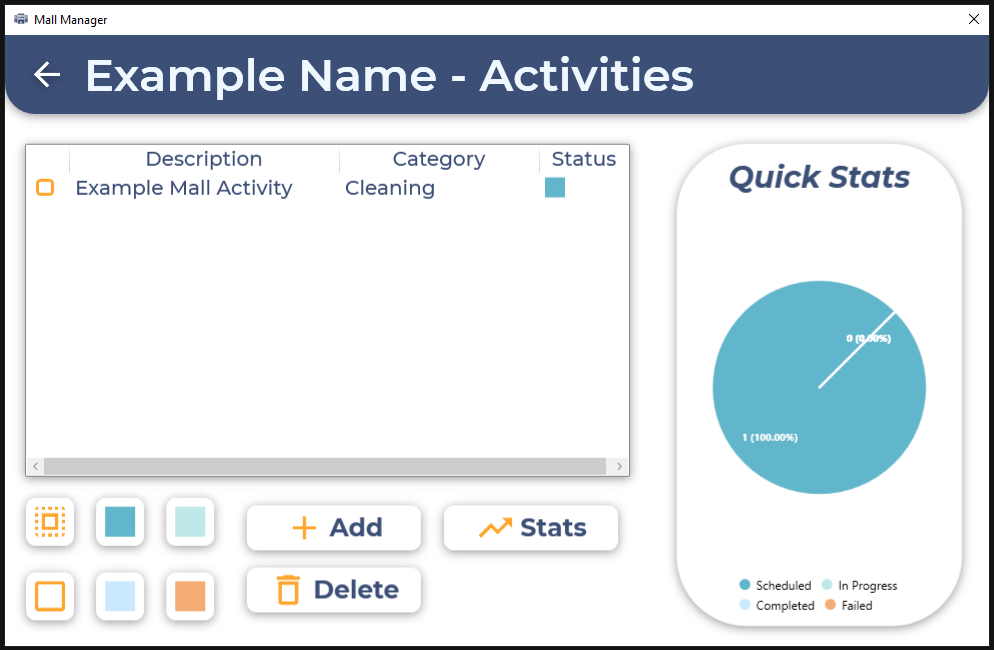 Mall Manager
Example Name - Activities
Description Category Status
Example Mall Activity Cleaning
Quick Stats
0 (0.00%)
1 (100.00%)
Scheduled In Progress
Completed Failed
Add Stats
Delete